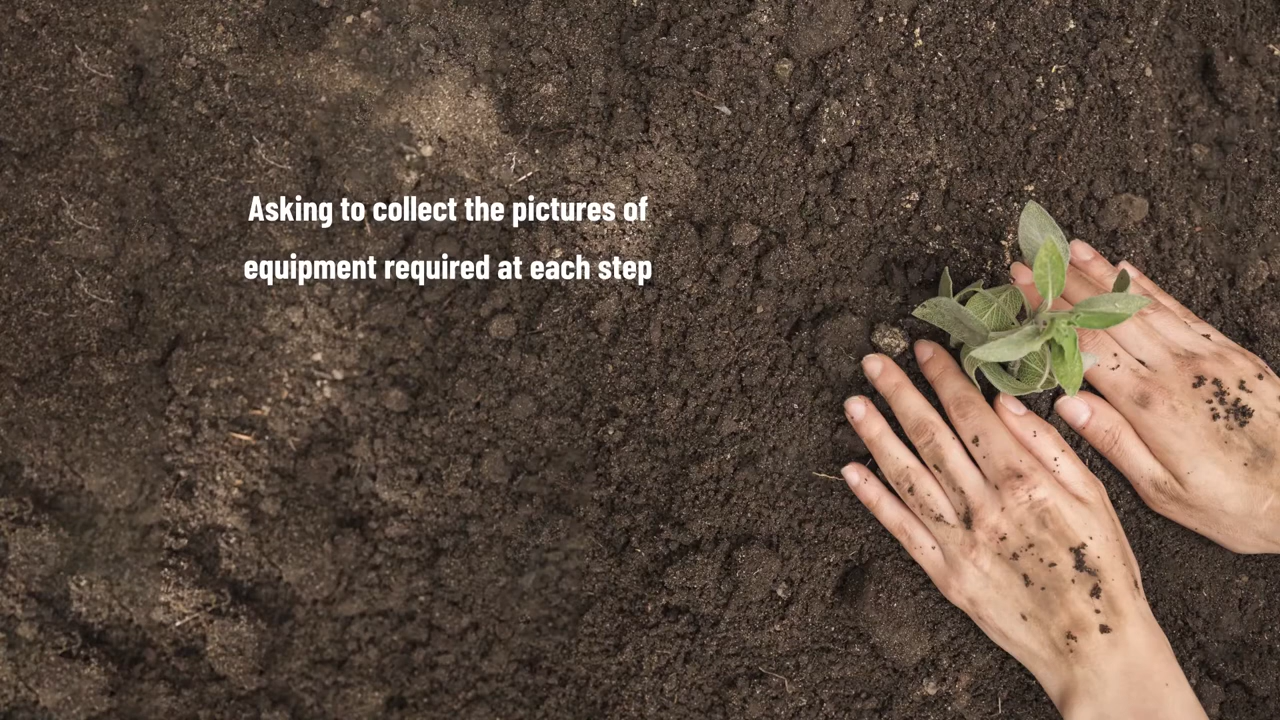 Asking to collect the pictures of
equipment required at each step